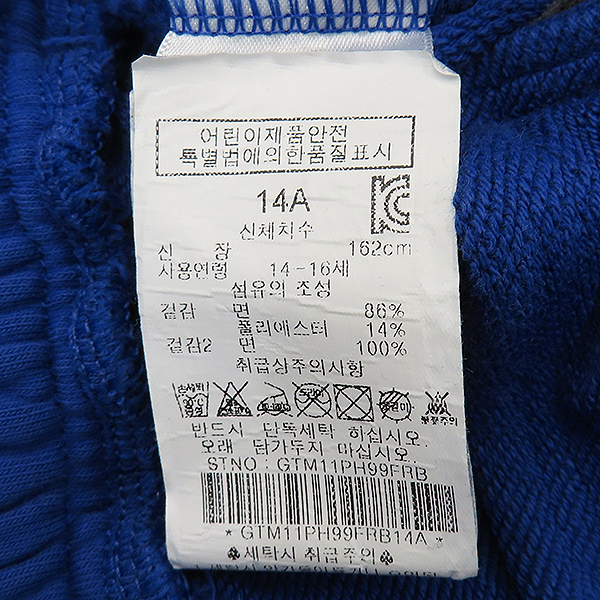 어린이제품안전
특별법에의한품질표시
14A
신체치수
신 장 162cm
사용연령 14-16세
섬유의 조성
겉감 면 86%
폴리에스터 14%
겉감2 면 100%
취급상주의시항
반드시 단독세탁 하십시오.
오래 담가두지 마십시오
STNO : GTM11PH99FRB
* GTM11PH99FRB14A *
♣세탁시 취급주의♣